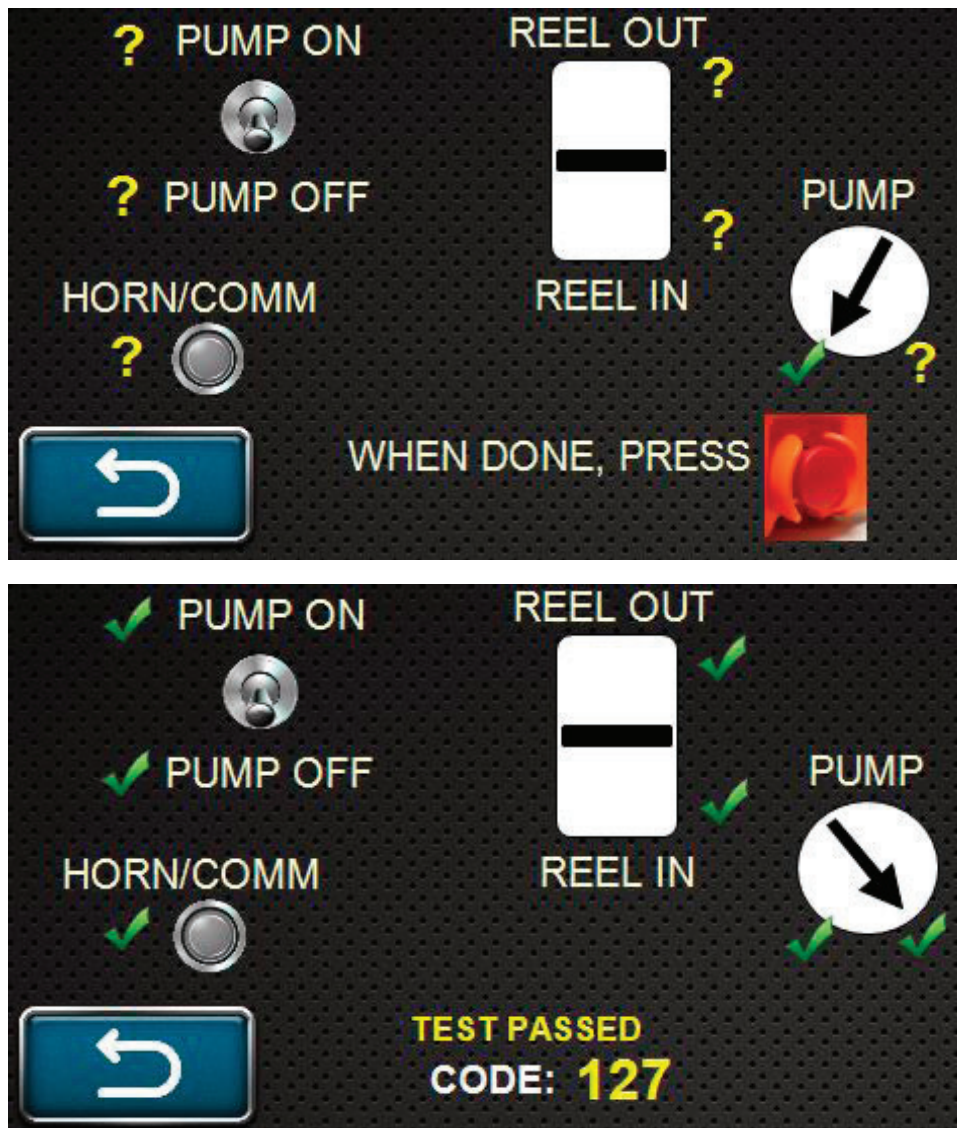 ? PUMP ON
REEL OUT
?
? PUMP OFF
PUMP
?
HORN/COMM
REEL IN
?
?
WHEN DONE, PRESS
PUMP ON
REEL OUT
PUMP OFF
PUMP
HORN/COMM
REEL IN
TEST PASSED
CODE: 127